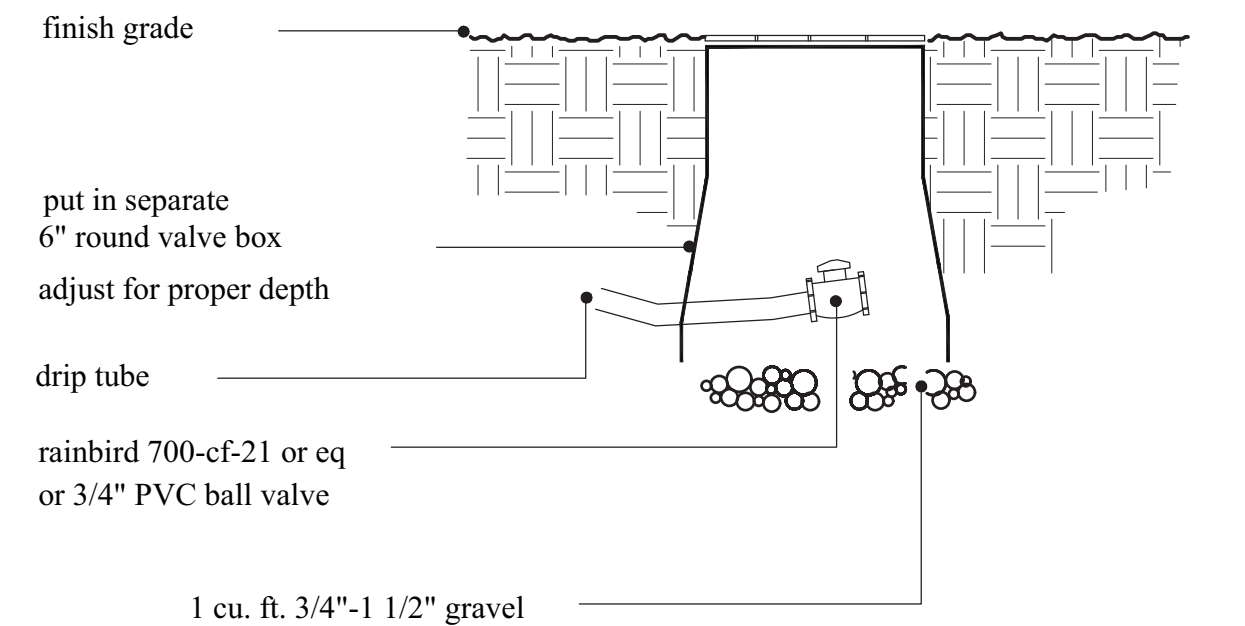 finish grade
put in separate
6" round valve box
adjust for proper depth
drip tube
rainbird 700-cf-21 or eq
or 3/4" PVC ball valve
1 cu. ft. 3/4"-1 1/2" gravel